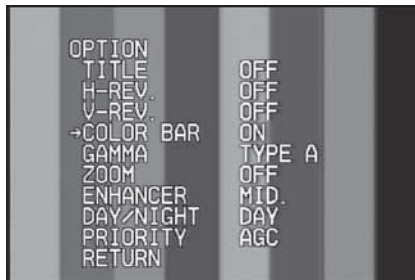 OPTION
TITLE OFF
H-REV. OFF
V-REV. OFF
→COLOR BAR ON
GAMMA TYPE A
ZOOM OFF
ENHANCER MID.
DAY/NIGHT DAY
PRIORITY AGC
RETURN